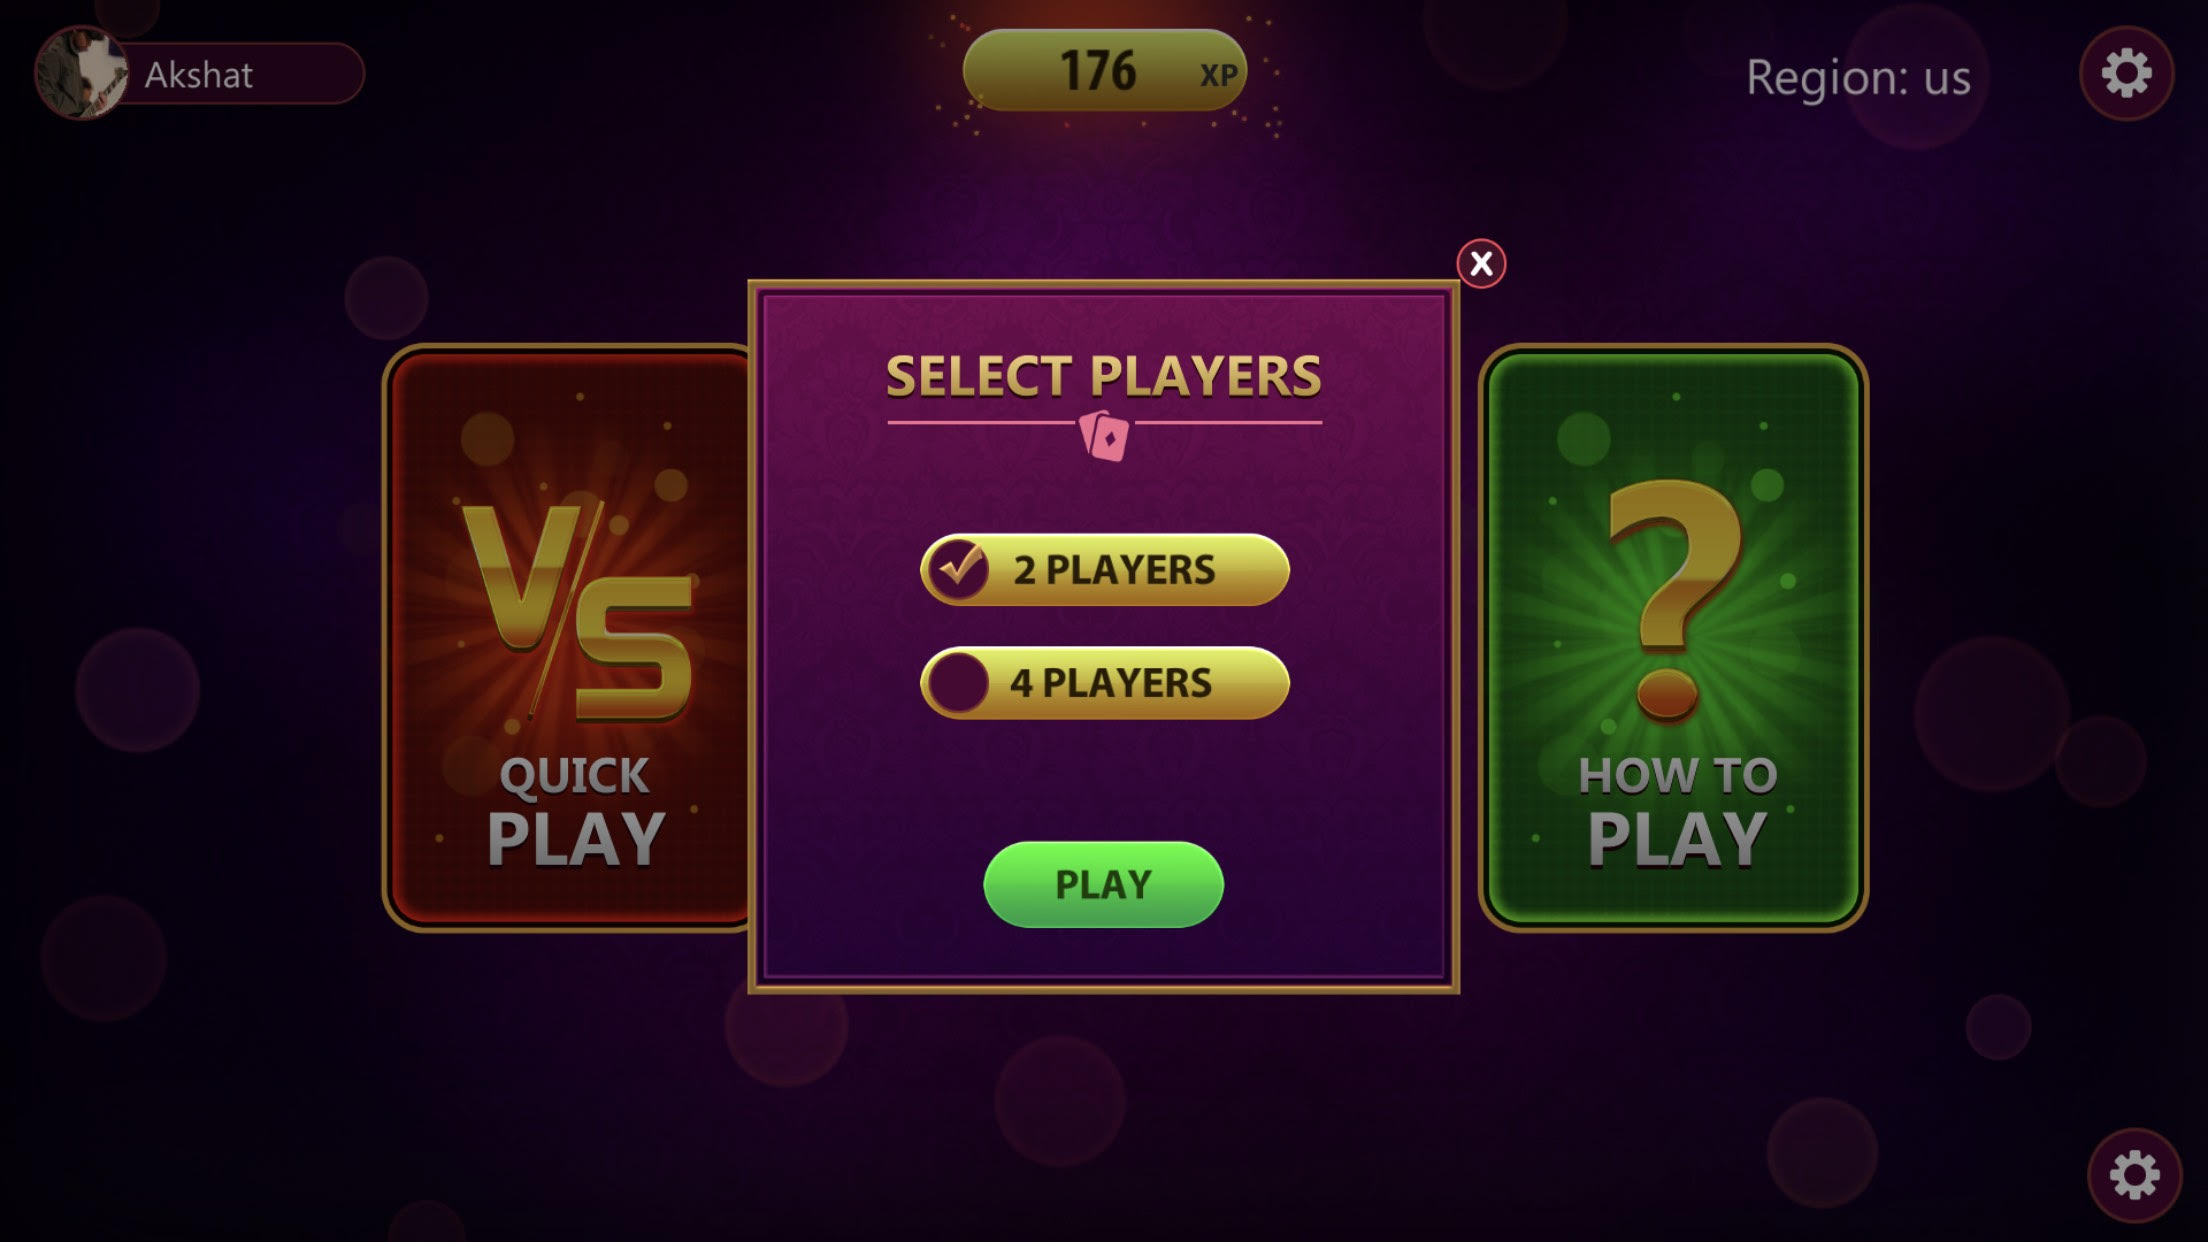 Akshat
176 XP
Region: us
SELECT PLAYERS
2 PLAYERS
4 PLAYERS
PLAY
VS
QUICK
PLAY
?
HOW TO
PLAY
X